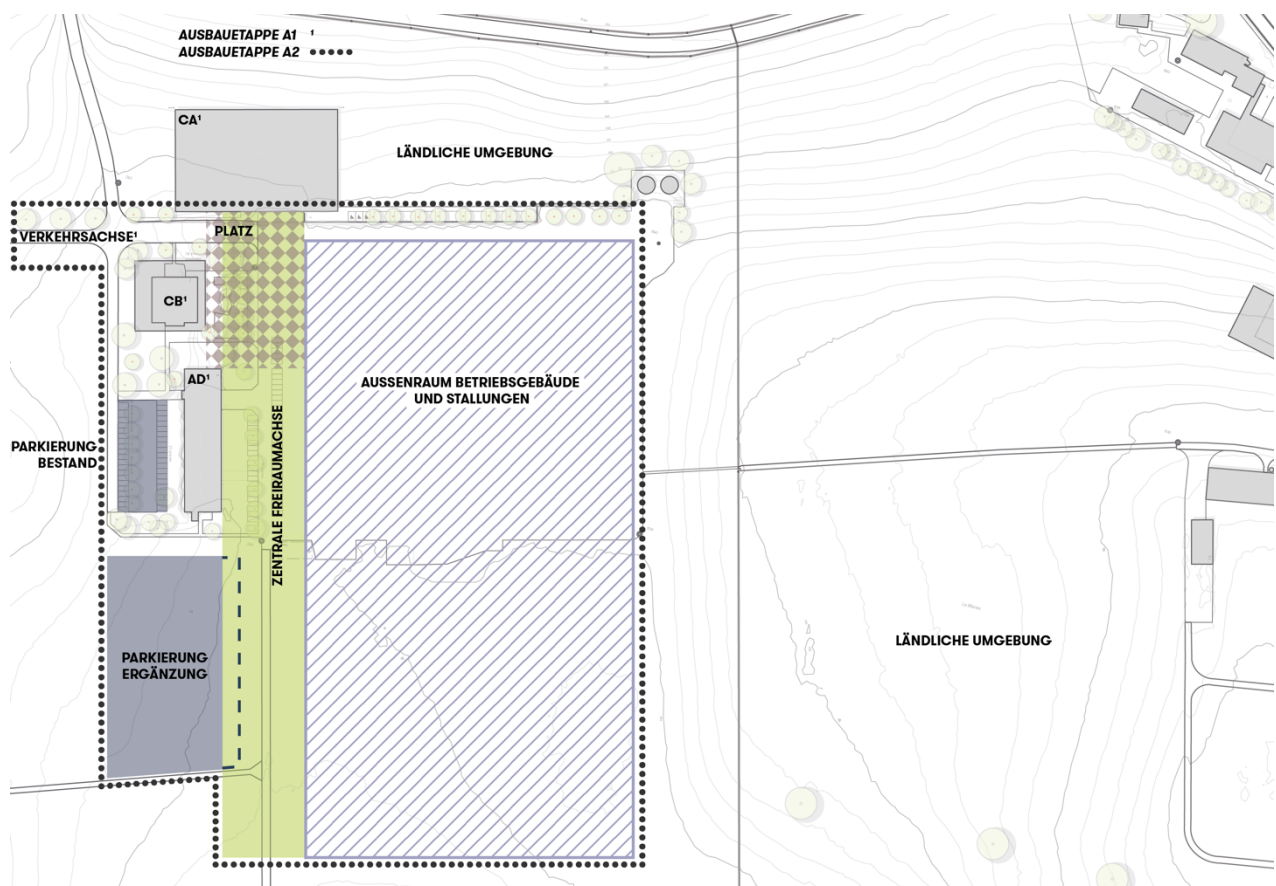 AUSBAUETAPPE A1 ¹
AUSBAUETAPPE A2
CA¹
LÄNDLICHE UMGEBUNG
VERKEHRSACHSE¹
PLATZ
CB¹
AD¹
AUSSENRAUM BETRIEBSGEBÄUDE
UND STALLUNGEN
PARKIERUNG
BESTAND
ZENTRALE FREIRAUMACHSE
PARKIERUNG
ERGÄNZUNG
LÄNDLICHE UMGEBUNG